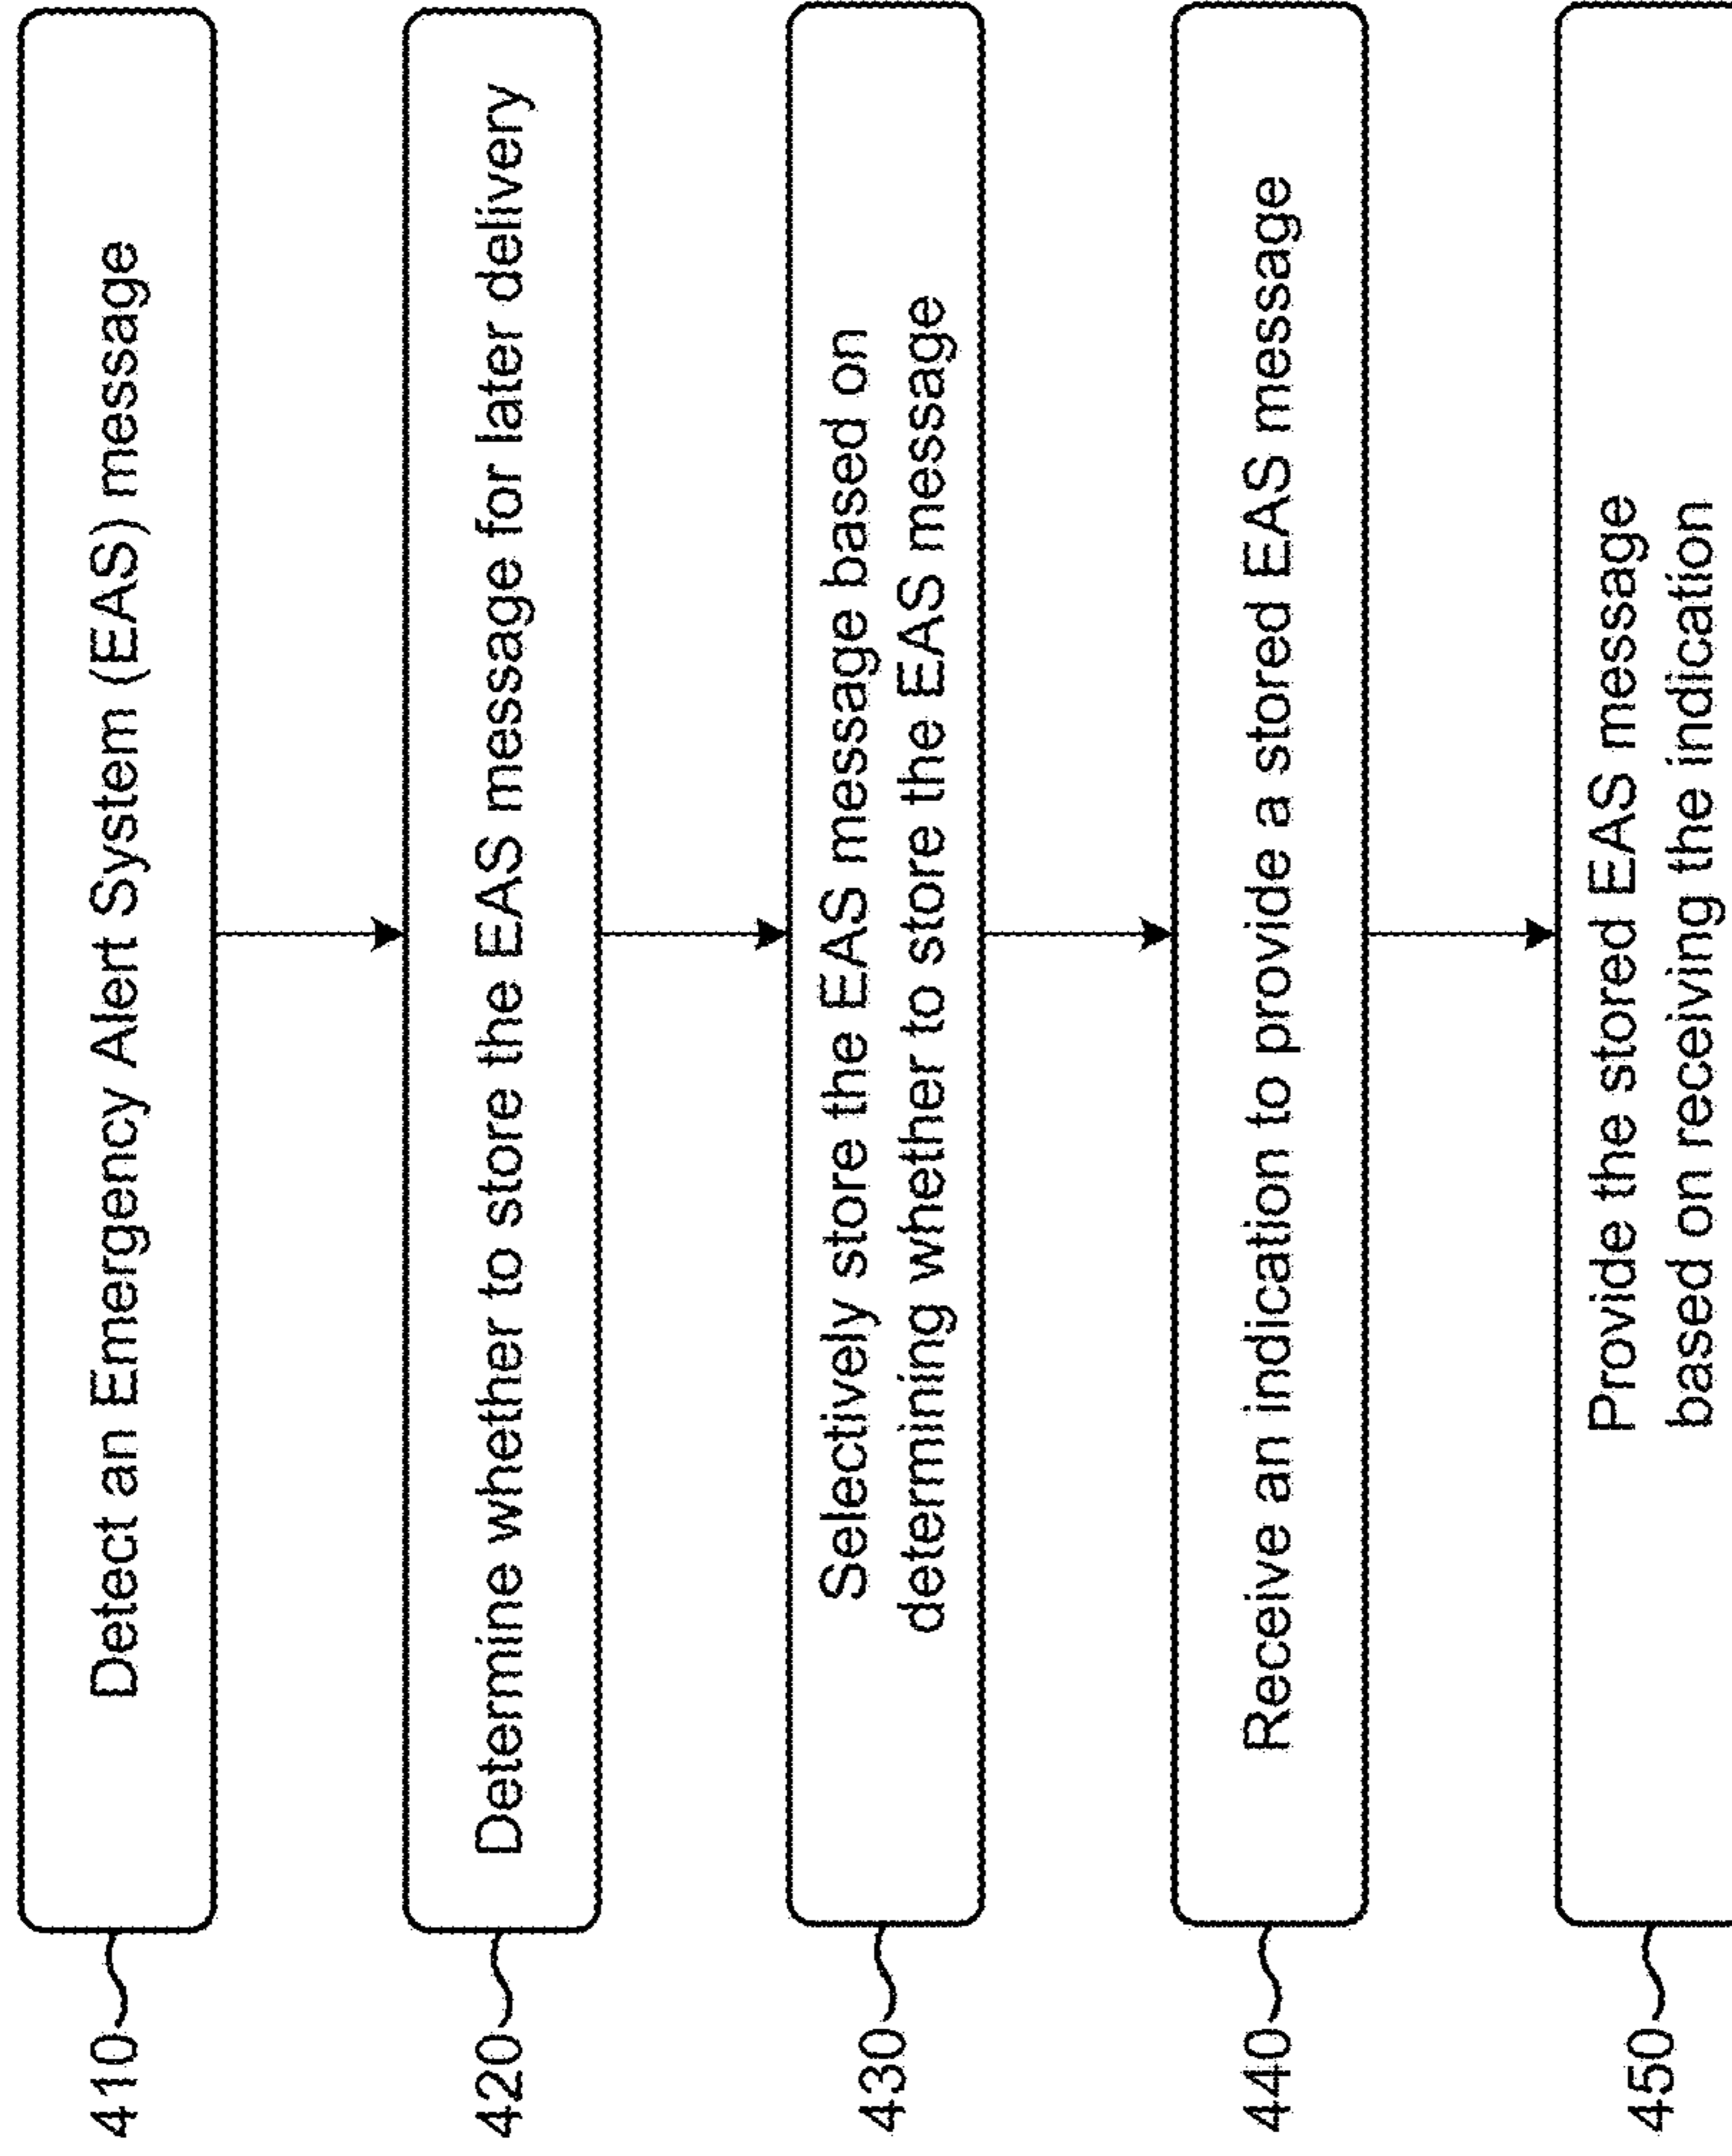 410
Detect an Emergency Alert System (EAS) message
420
Determine whether to store the EAS message for later delivery
430
Selectively store the EAS message based on
determining whether to store the EAS message
440
Receive an indication to provide a stored EAS message
450
Provide the stored EAS message
based on receiving the indication